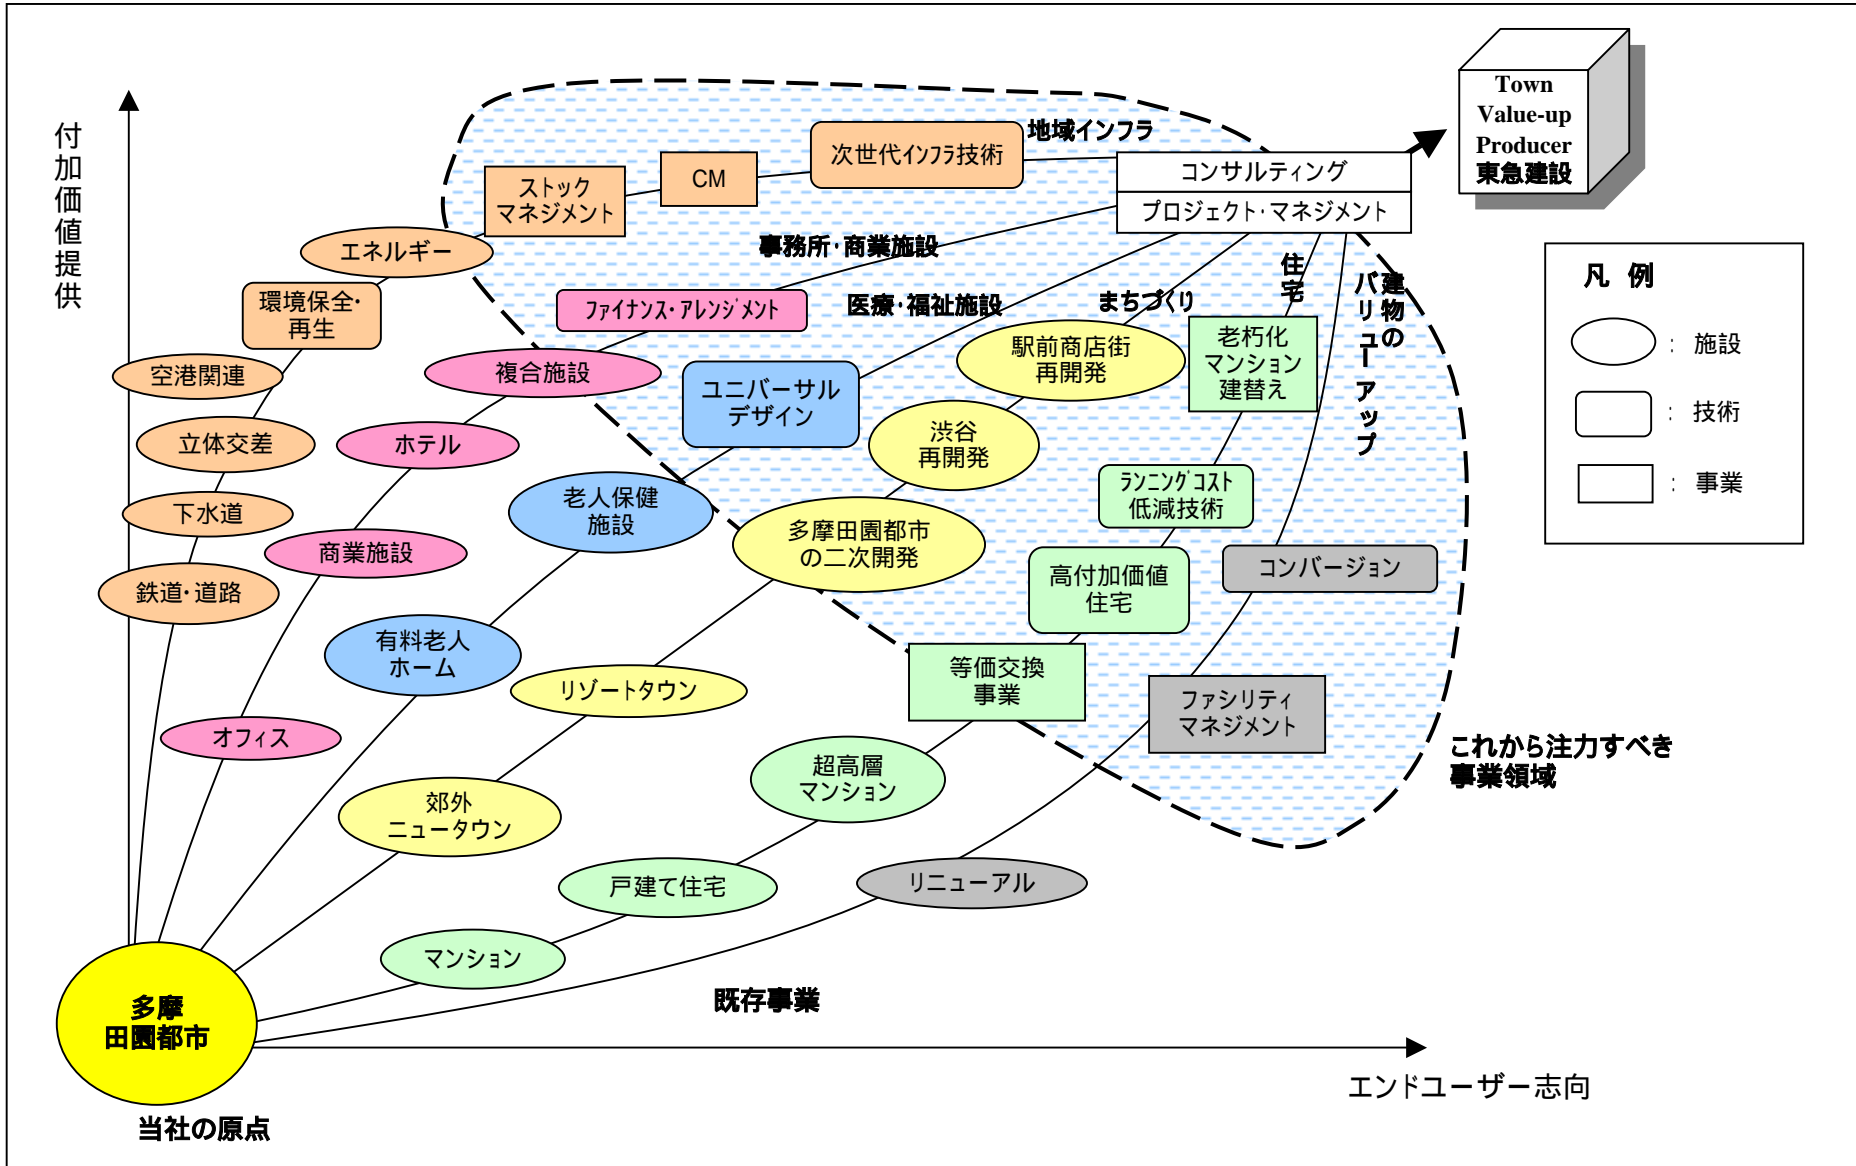 付加価値提供
Town
Value-up
Producer
東急建設
地域インフラ
次世代インフラ技術
CM
ストック
マネジメント
コンサルティング
プロジェクト・マネジメント
エネルギー
事務所・商業施設
環境保全・
再生
ファイナンス・アレンジメント
医療・福祉施設
まちづくり
住宅
建物の
バリューアップ
凡 例
: 施設
: 技術
: 事業
空港関連
複合施設
ユニバーサル
デザイン
駅前商店街
再開発
老朽化
マンション
建替え
立体交差
ホテル
渋谷
再開発
下水道
老人保健
施設
ランニングコスト
低減技術
商業施設
多摩田園都市
の二次開発
鉄道・道路
高付加価値
住宅
コンバージョン
有料老人
ホーム
リゾートタウン
等価交換
事業
ファシリティ
マネジメント
オフィス
これから注力すべき
事業領域
超高層
マンション
郊外
ニュータウン
戸建て住宅
リニューアル
マンション
既存事業
多摩
田園都市
エンドユーザー志向
当社の原点